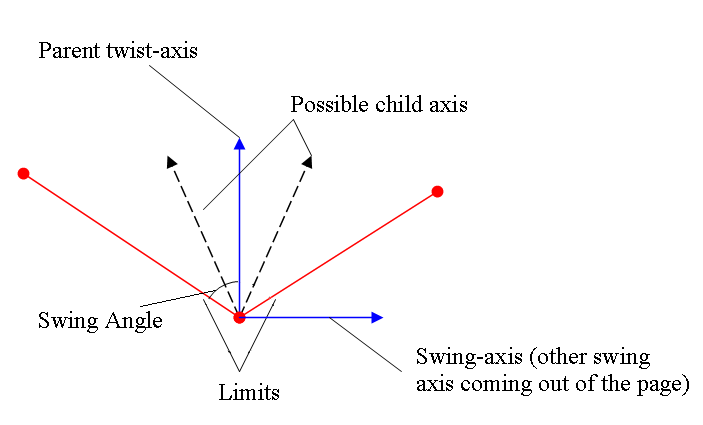 Parent twist-axis
Possible child axis
Swing Angle
Swing-axis (other swing
axis coming out of the page)
Limits